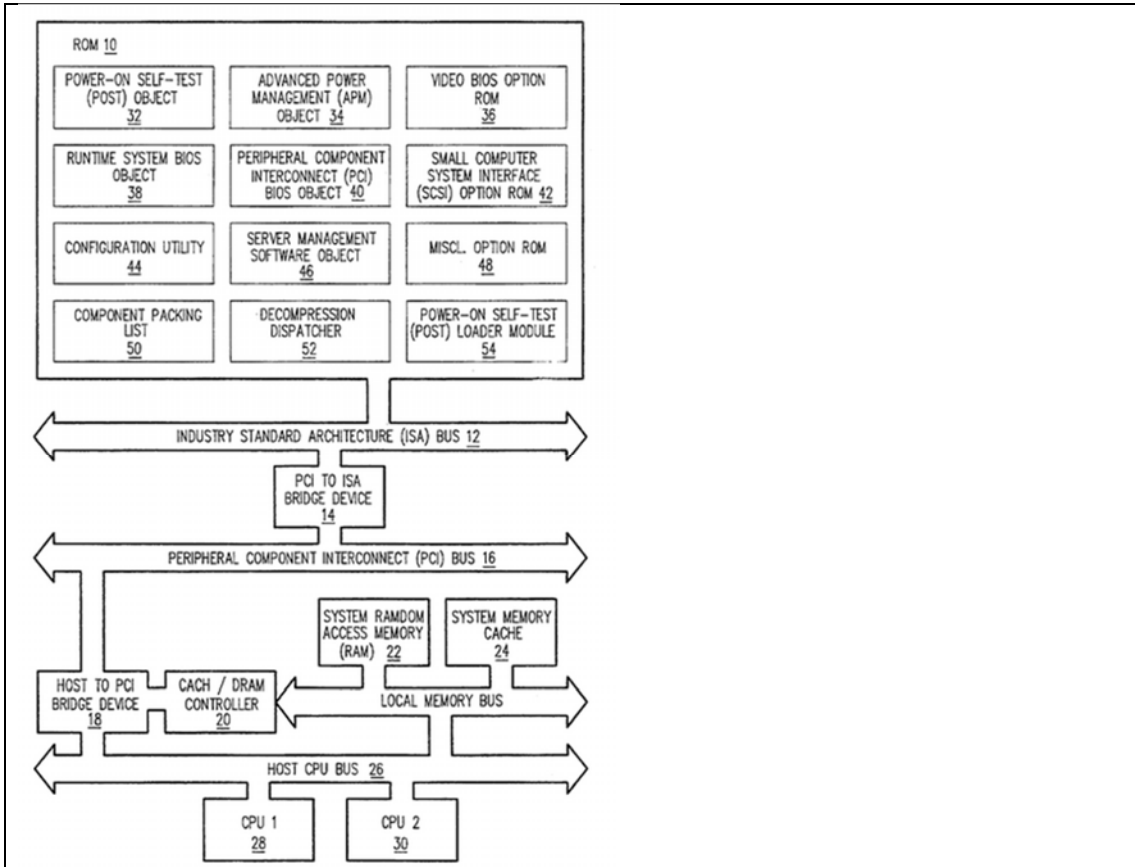 ROM 10
POWER-ON SELF-TEST
(POST) OBJECT
32
ADVANCED POWER
MANAGEMENT (APM)
OBJECT 34
VIDEO BIOS OPTION
ROM
36
RUNTIME SYSTEM BIOS
OBJECT
38
PERIPHERAL COMPONENT
INTERCONNECT (PCI)
BIOS OBJECT 40
SMALL COMPUTER
SYSTEM INTERFACE
(SCSI) OPTION ROM 42
CONFIGURATION UTILITY
44
SERVER MANAGEMENT
SOFTWARE OBJECT
46
MISCL. OPTION ROM
48
COMPONENT PACKING
LIST
50
DECOMPRESSION
DISPATCHER
52
POWER-ON SELF-TEST
(POST) LOADER MODULE
54
INDUSTRY STANDARD ARCHITECTURE (ISA) BUS 12
PCI TO ISA
BRIDGE DEVICE
14
PERIPHERAL COMPONENT INTERCONNECT (PCI) BUS 16
SYSTEM RAMDOM
ACCESS MEMORY
(RAM) 22
SYSTEM MEMORY
CACHE
24
HOST TO PCI
BRIDGE DEVICE
18
CACH / DRAM
CONTROLLER
20
LOCAL MEMORY BUS
HOST CPU BUS 26
CPU 1
28
CPU 2
30